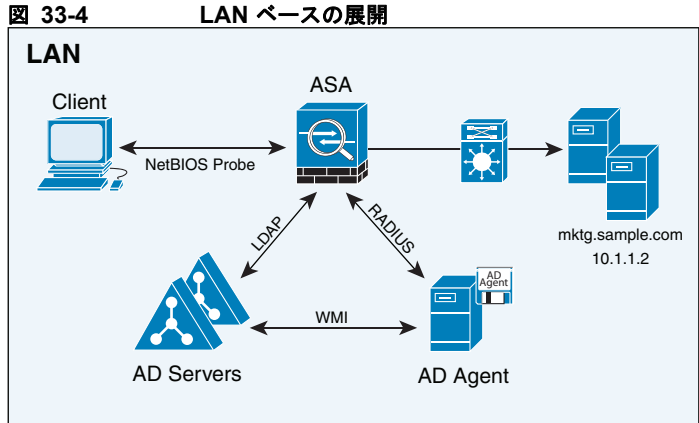 図 33-4 LAN ベースの展開
LAN
Client
ASA
NetBIOS Probe
mktg.sample.com
10.1.1.2
LDAP
RADIUS
AD
Agent
WMI
AD Servers
AD Agent